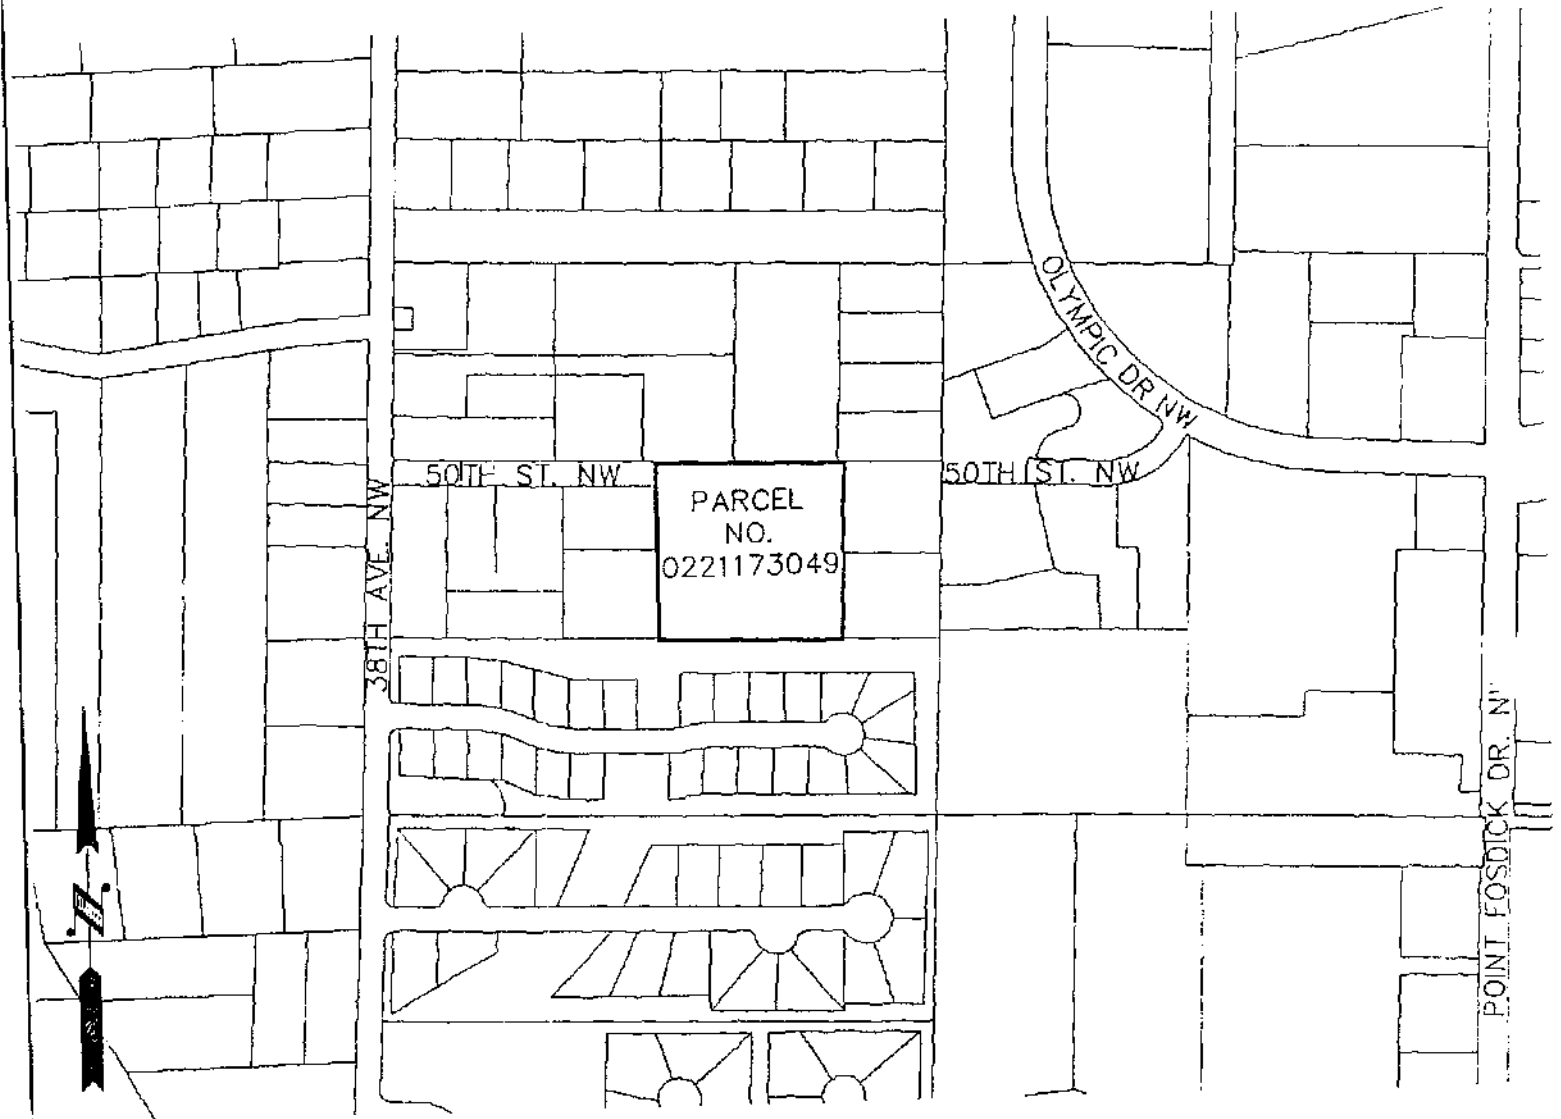 OLYMPIC DR NW
50TH ST. NW
50TH ST. NW
PARCEL
NO.
0221173049
38TH AVE. NW
POINT FOSDICK DR.